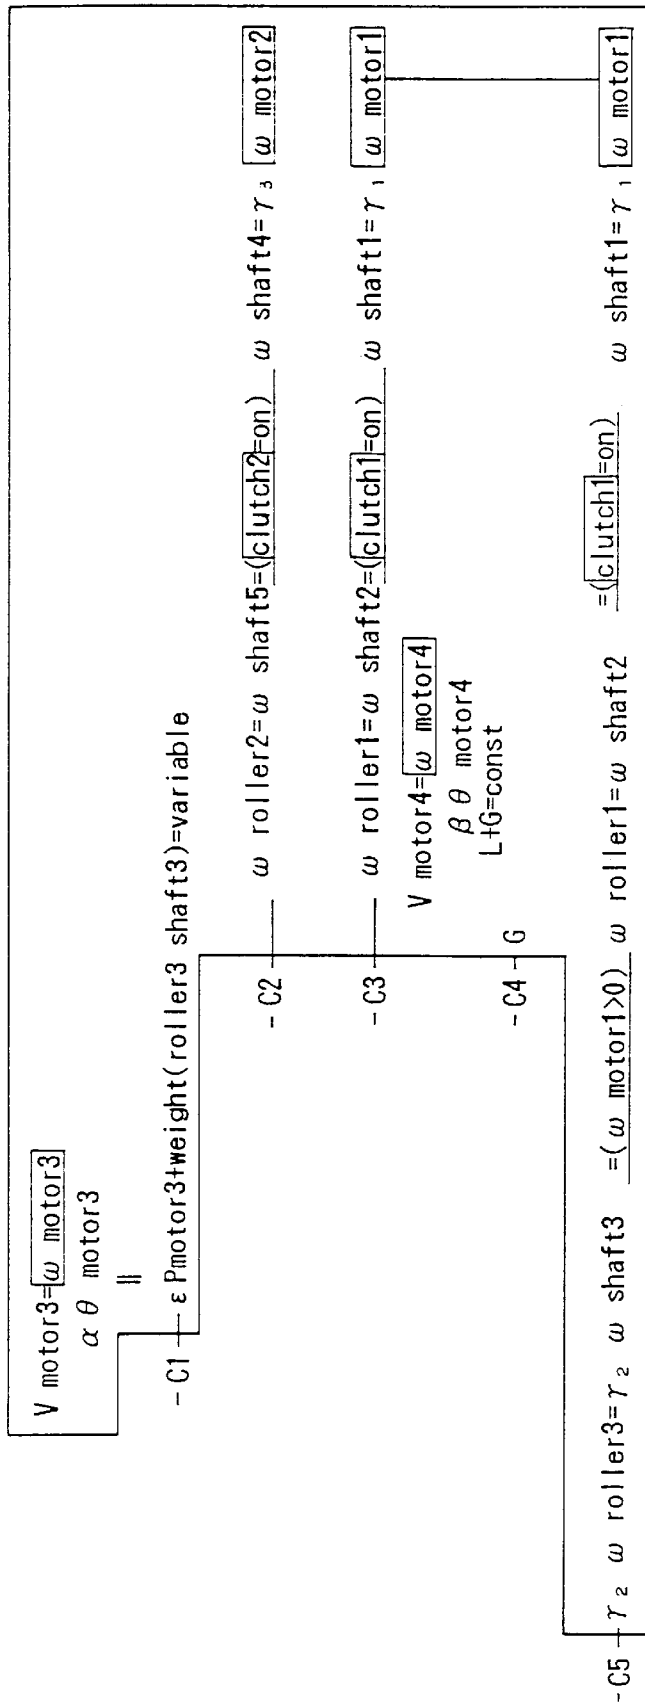 V motor3=ω motor3
α θ motor3
||
-C1 ε Pmotor3+weight(roller3 shaft3)=variable
-C2 ω roller2=ω shaft5=(clutch2=on) ω shaft4=γ3 ω motor2
-C3 ω roller1=ω shaft2=(clutch1=on) ω shaft1=γ1 ω motor1
V motor4=ω motor4
β θ motor4
L+G=const
-C4 G
-C5 γ2 ω roller3=γ2 ω shaft3 =(ω motor1>0) ω roller1=ω shaft2 =(clutch1=on) ω shaft1=γ1 ω motor1